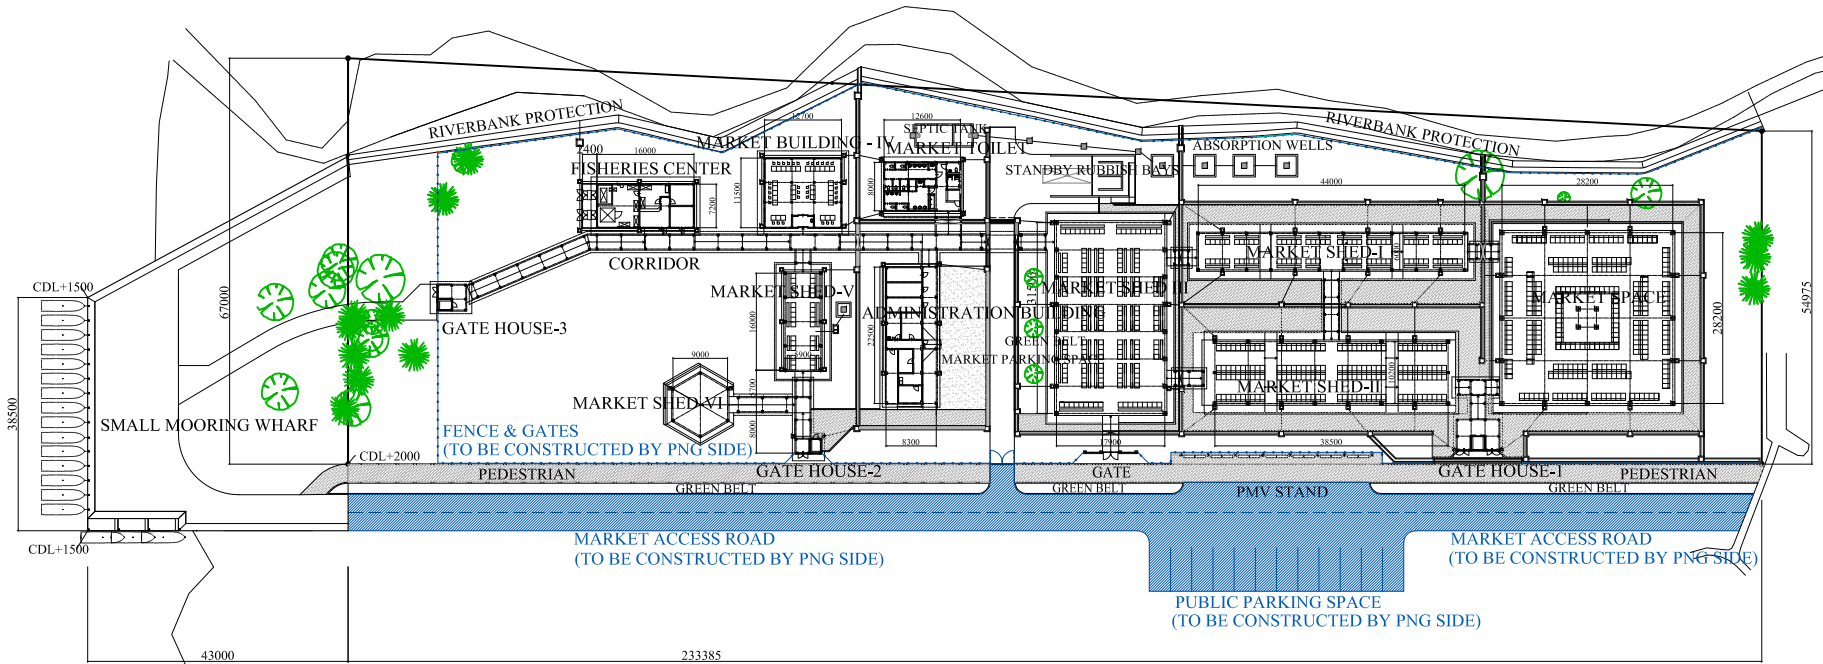 RIVERBANK PROTECTION
RIVERBANK PROTECTION
12700
12600
SEPTIC TANK
MARKET BUILDING - IV
MARKET TOILET
ABSORPTION WELLS
7400
16000
FISHERIES CENTER
STANDBY RUBBISH BAYS
11500
8000
7200
44000
28200
CORRIDOR
MARKET SHED-I
6000
CDL+1500
67000
MARKET SHED-V
31500
MARKET SHED III
MARKET SPACE
54975
GATE HOUSE-3
16000
ADMINISTRATION BUILDING
22500
GREEN BELT
28200
MARKET PARKING SPACE
9000
3900
5700
10200
MARKET SHED-II
38500
SMALL MOORING WHARF
MARKET SHED-VI
8000
FENCE & GATES
(TO BE CONSTRUCTED BY PNG SIDE)
8300
17900
38500
CDL+2000
PEDESTRIAN
GATE HOUSE-2
GATE
GATE HOUSE-1
PEDESTRIAN
GREEN BELT
GREEN BELT
PMV STAND
GREEN BELT
CDL+1500
MARKET ACCESS ROAD
(TO BE CONSTRUCTED BY PNG SIDE)
MARKET ACCESS ROAD
(TO BE CONSTRUCTED BY PNG SIDE)
PUBLIC PARKING SPACE
(TO BE CONSTRUCTED BY PNG SIDE)
43000
233385